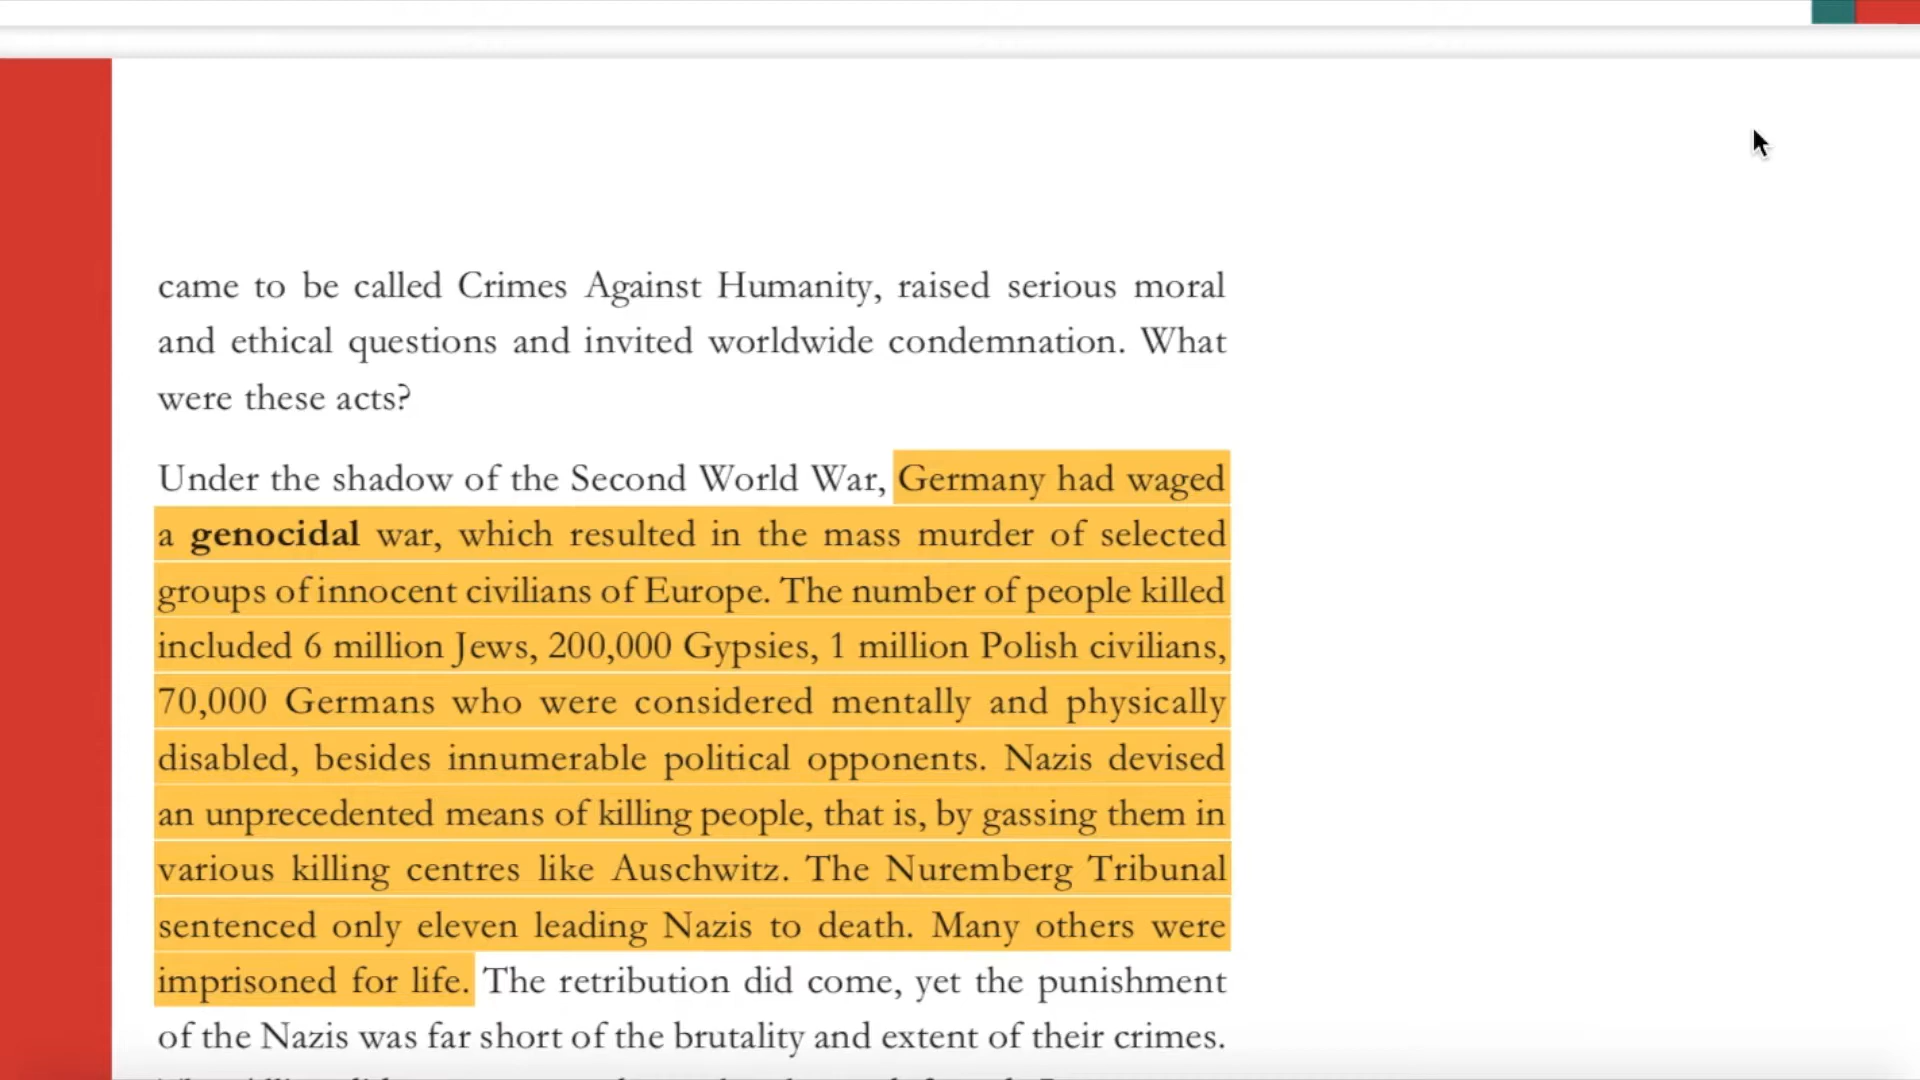 came to be called Crimes Against Humanity, raised serious moral
and ethical questions and invited worldwide condemnation. What
were these acts?
Under the shadow of the Second World War, Germany had waged
a genocidal war, which resulted in the mass murder of selected
groups of innocent civilians of Europe. The number of people killed
included 6 million Jews, 200,000 Gypsies, 1 million Polish civilians,
70,000 Germans who were considered mentally and physically
disabled, besides innumerable political opponents. Nazis devised
an unprecedented means of killing people, that is, by gassing them in
various killing centres like Auschwitz. The Nuremberg Tribunal
sentenced only eleven leading Nazis to death. Many others were
imprisoned for life. The retribution did come, yet the punishment
of the Nazis was far short of the brutality and extent of their crimes.